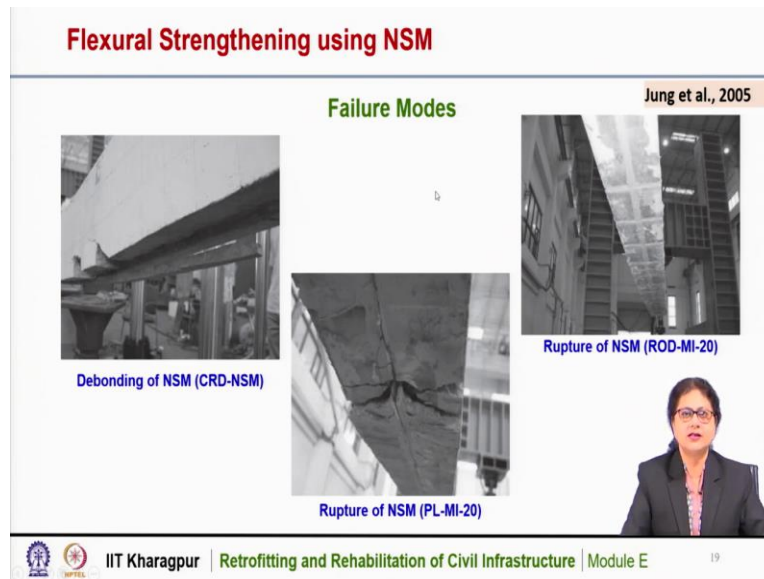 Flexural Strengthening using NSM
Jung et al., 2005
Failure Modes
Debonding of NSM (CRD-NSM)
Rupture of NSM (PL-MI-20)
Rupture of NSM (ROD-MI-20)
NPTEL
IIT Kharagpur | Retrofitting and Rehabilitation of Civil Infrastructure | Module E
19